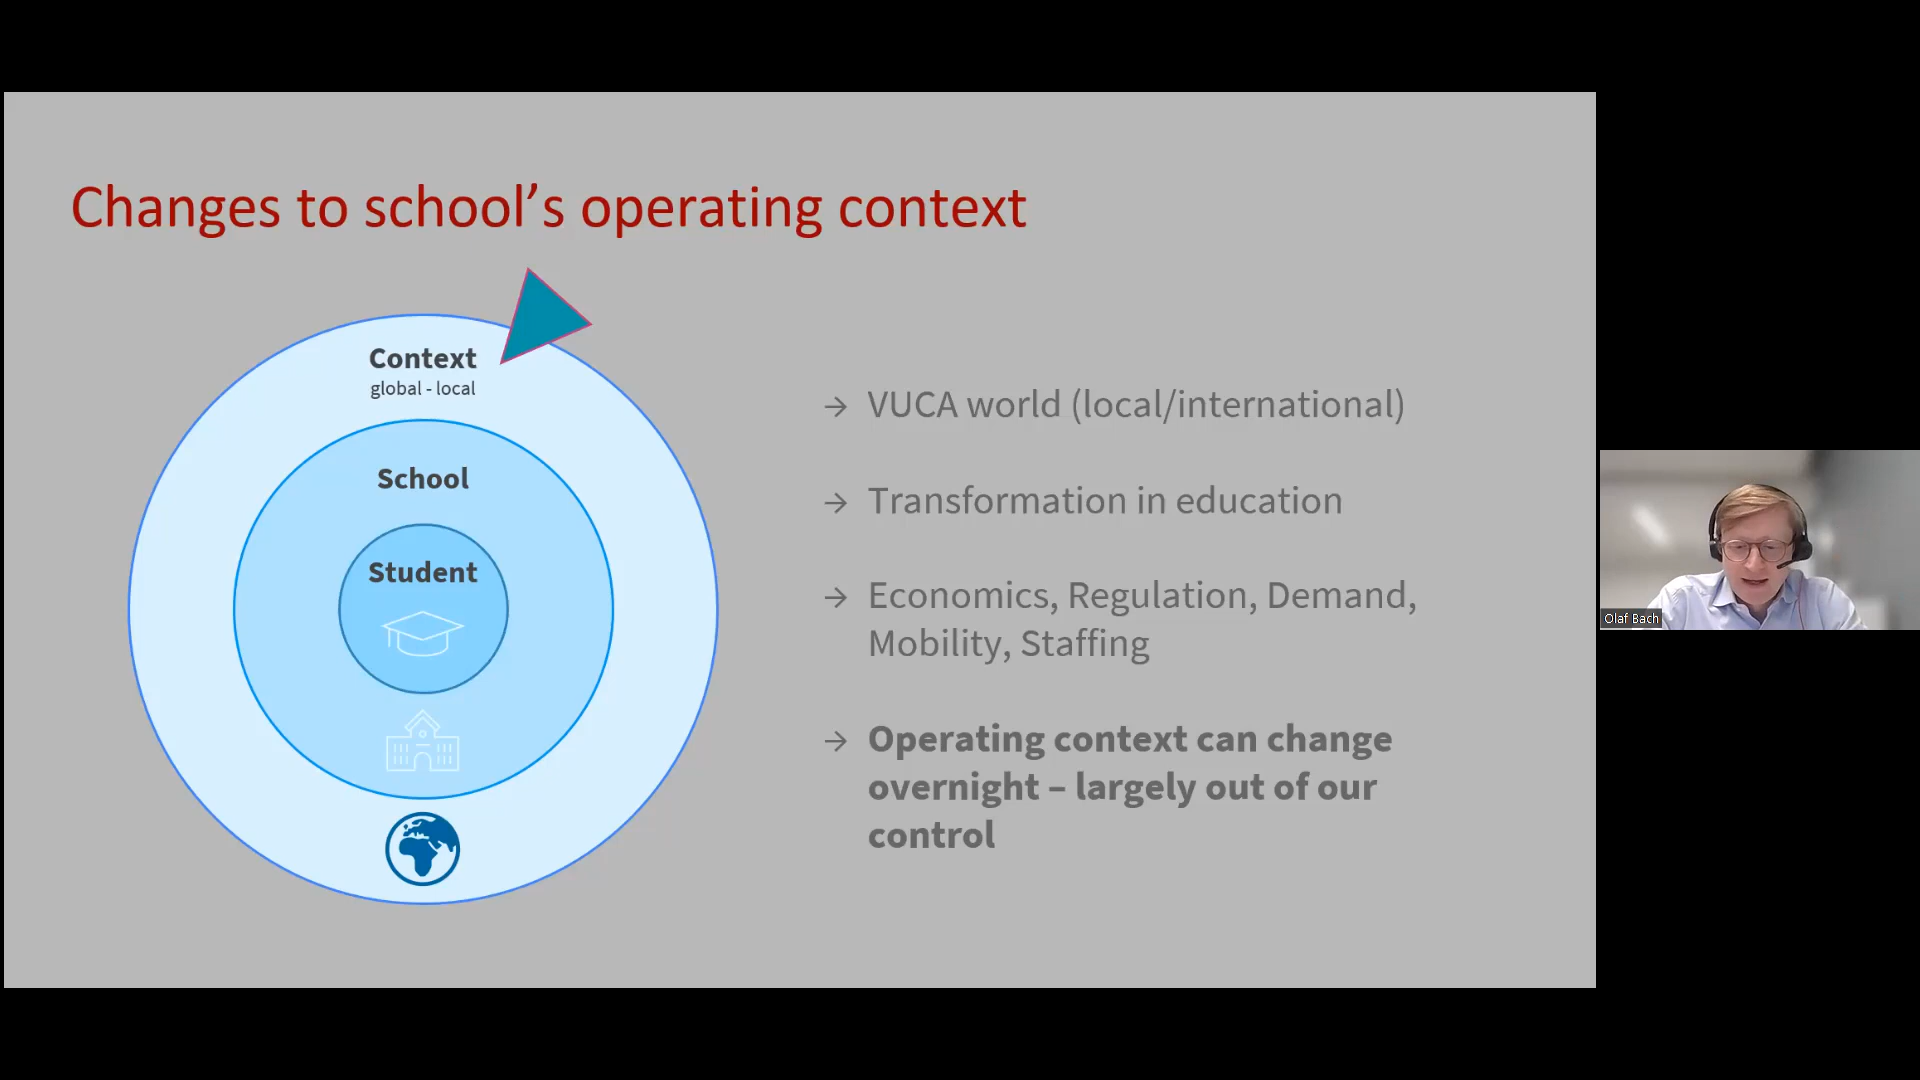 Changes to school’s operating context
Context
global - local
School
Student
→ VUCA world (local/international)
→ Transformation in education
→ Economics, Regulation, Demand,
Mobility, Staffing
→ Operating context can change
overnight – largely out of our
control
Olaf Bach